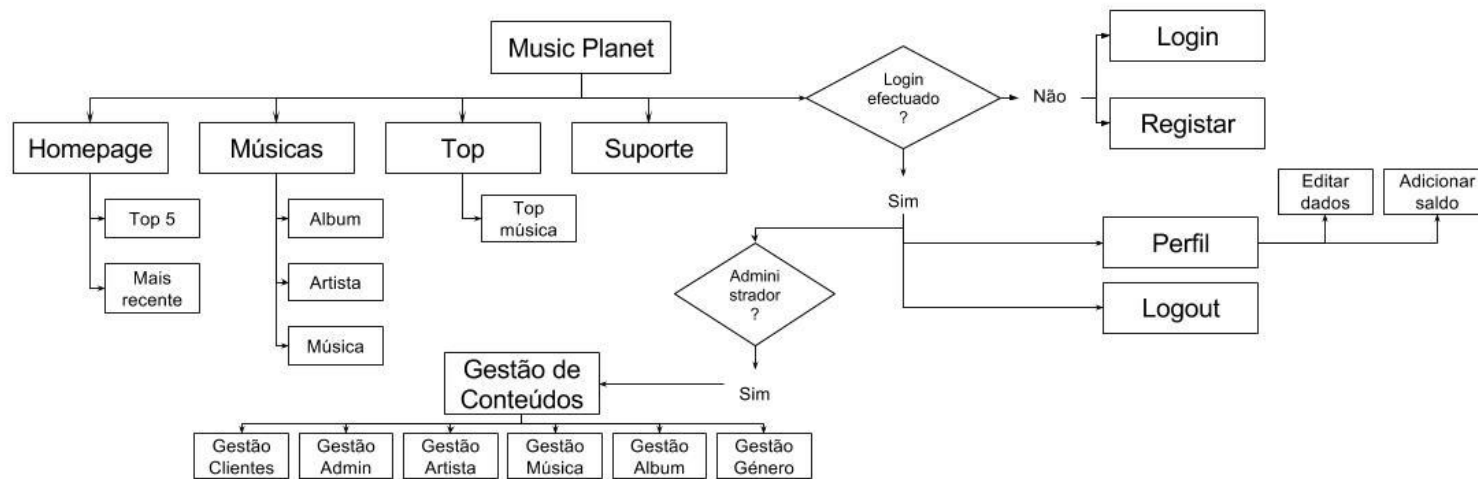 Music Planet
Login
efectuado
?
Não
Login
Registar
Homepage
Músicas
Top
Suporte
Top 5
Mais
recente
Album
Artista
Música
Top
música
Sim
Editar
dados
Adicionar
saldo
Perfil
Logout
Admini
strador
?
Sim
Gestão de
Conteúdos
Gestão
Clientes
Gestão
Admin
Gestão
Artista
Gestão
Música
Gestão
Album
Gestão
Género